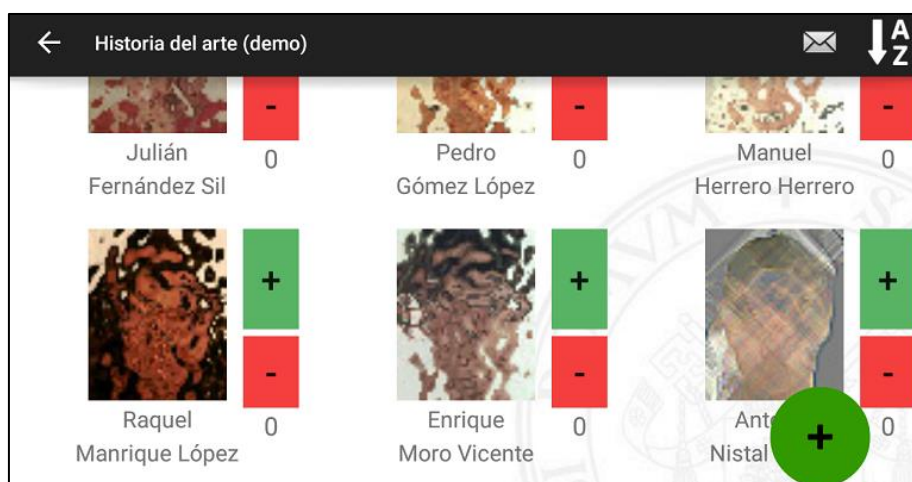 Historia del arte (demo)
A
Z
-
-
-
Julián
Fernández Sil
0
Pedro
Gómez López
0
Manuel
Herrero Herrero
0
+
+
+
-
-
-
Raquel
Manrique López
0
Enrique
Moro Vicente
0
Nistal
0
+